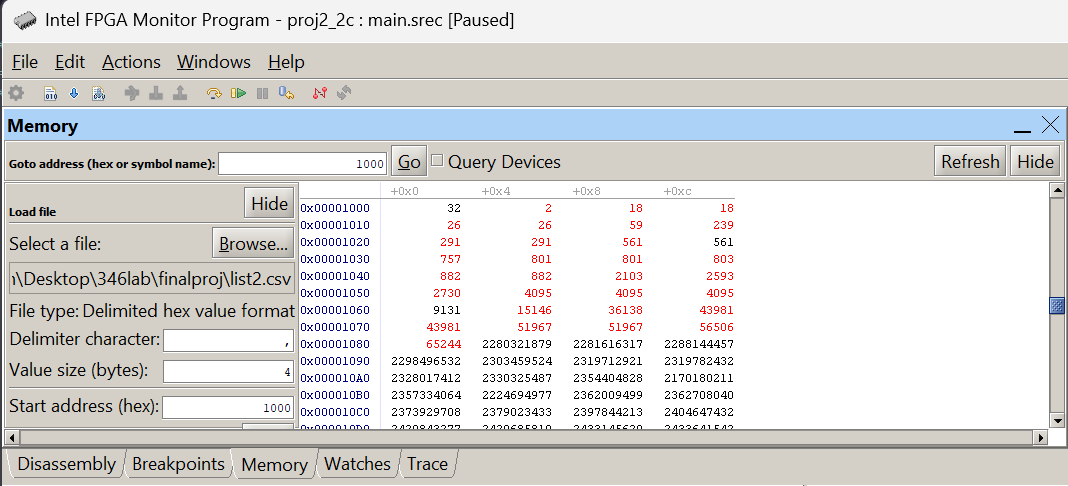 Intel FPGA Monitor Program - proj2_2c : main.srec [Paused]
File Edit Actions Windows Help
Memory
Goto address (hex or symbol name): 1000 Go Query Devices Refresh Hide
Load file Hide
Select a file: Browse...
\Desktop\346lab\finalproj\list2.csv
File type: Delimited hex value format
Delimiter character: ,
Value size (bytes): 4
Start address (hex): 1000
+0x0 +0x4 +0x8 +0xc
0x00001000 32 2 18 18
0x00001010 26 26 59 239
0x00001020 291 291 561 561
0x00001030 757 801 801 803
0x00001040 882 882 2103 2593
0x00001050 2730 4095 4095 4095
0x00001060 9131 15146 36138 43981
0x00001070 43981 51967 51967 56506
0x00001080 65244 2280321879 2281616317 2288144457
0x00001090 2298496532 2303459524 2319712921 2319782432
0x000010A0 2328017412 2330325487 2354404828 2170180211
0x000010B0 2357334064 2224694977 2362009499 2362708040
0x000010C0 2373929708 2379023433 2397844213 2404647432
Disassembly Breakpoints Memory Watches Trace